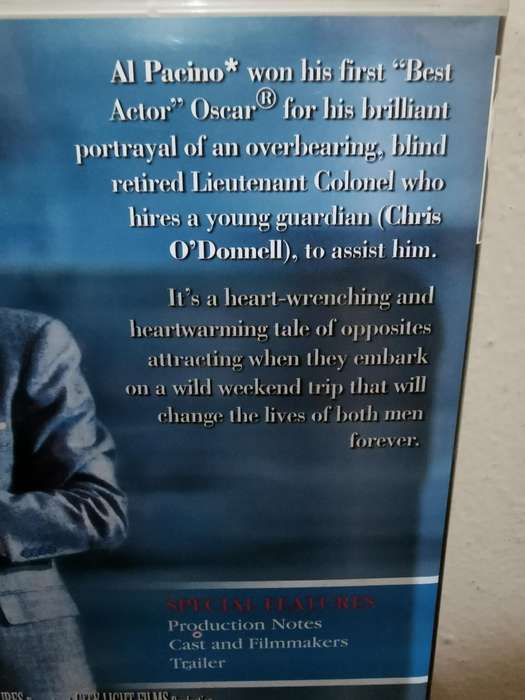 Al Pacino* won his first “Best
Actor” Oscar® for his brilliant
portrayal of an overbearing, blind
retired Lieutenant Colonel who
hires a young guardian (Chris
O’Donnell), to assist him.
It’s a heart-wrenching and
heartwarming tale of opposites
attracting when they embark
on a wild weekend trip that will
change the lives of both men
forever.
SPECIAL FEATURES
Production Notes
Cast and Filmmakers
Trailer
CITY LIGHT FILMS